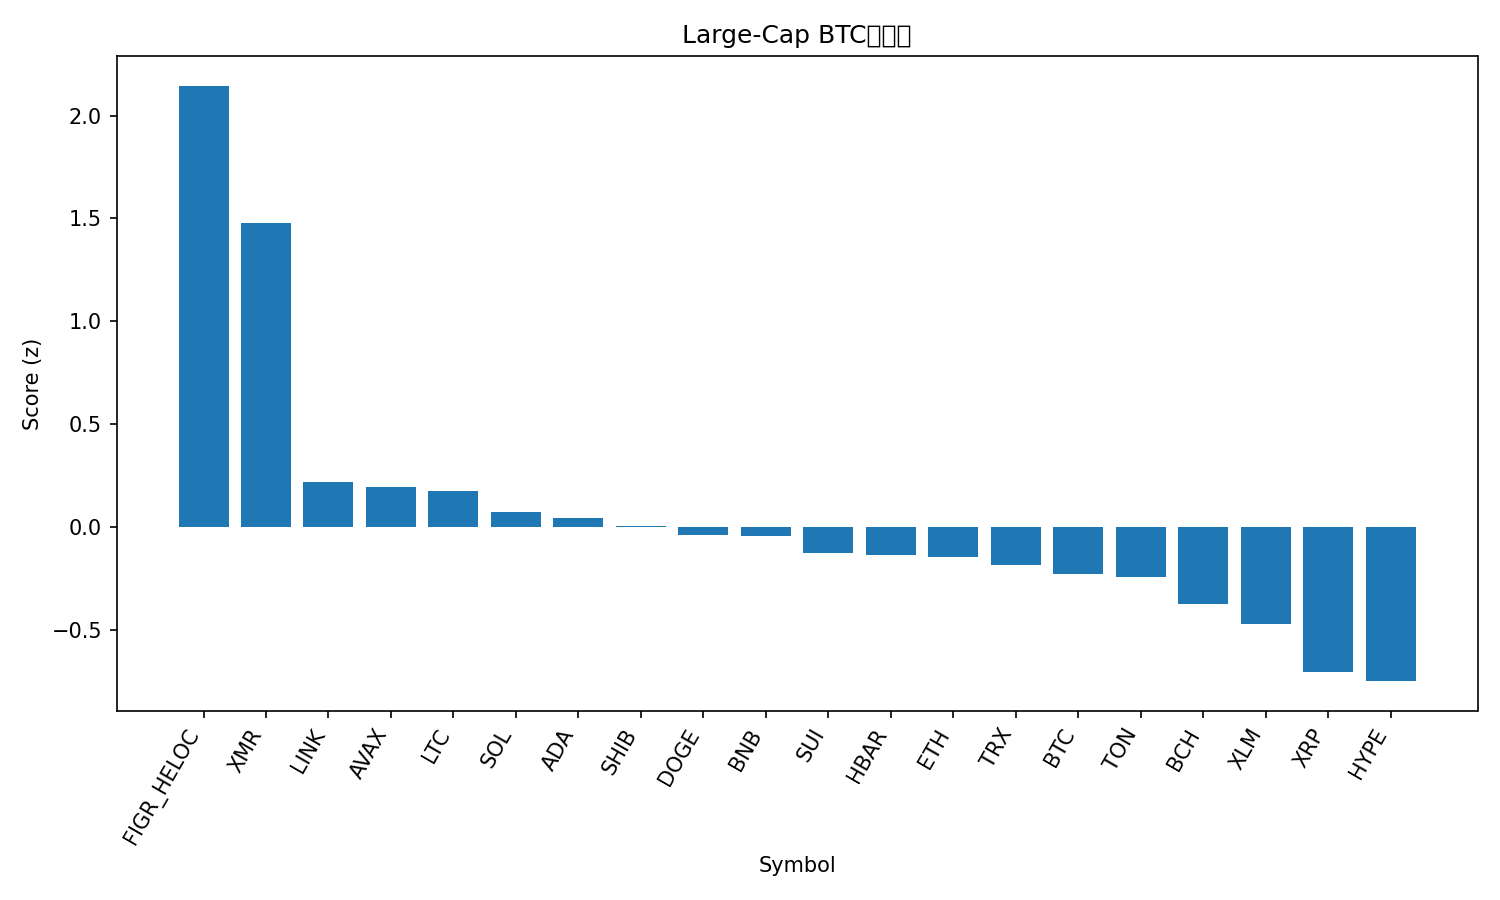 Large-Cap BTC
Score (z)
2.0
1.5
1.0
0.5
0.0
−0.5
FIGR_HELOC
XMR
LINK
AVAX
LTC
SOL
ADA
SHIB
DOGE
BNB
SUI
HBAR
ETH
TRX
BTC
TON
BCH
XLM
XRP
HYPE
Symbol